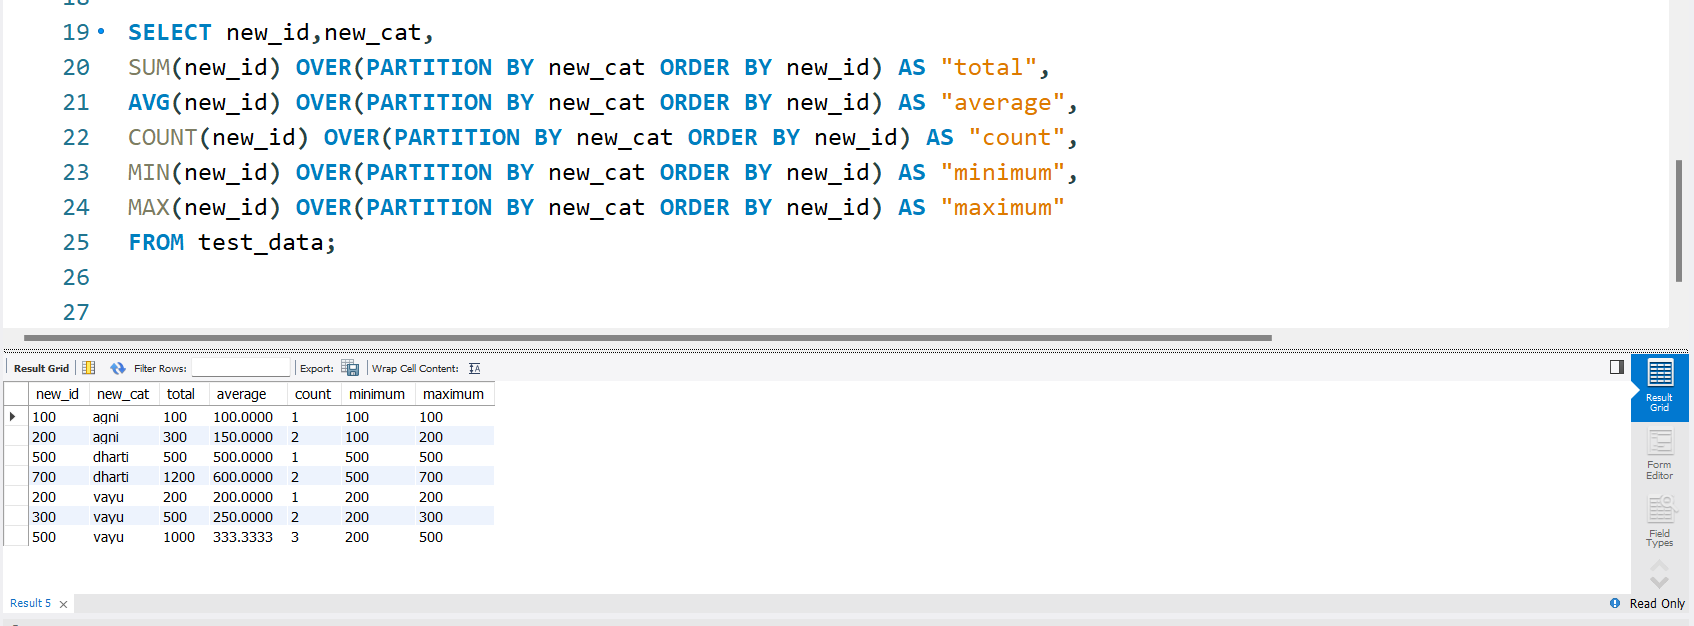 18
19 SELECT new_id,new_cat,
20 SUM(new_id) OVER(PARTITION BY new_cat ORDER BY new_id) AS "total",
21 AVG(new_id) OVER(PARTITION BY new_cat ORDER BY new_id) AS "average",
22 COUNT(new_id) OVER(PARTITION BY new_cat ORDER BY new_id) AS "count",
23 MIN(new_id) OVER(PARTITION BY new_cat ORDER BY new_id) AS "minimum",
24 MAX(new_id) OVER(PARTITION BY new_cat ORDER BY new_id) AS "maximum"
25 FROM test_data;
26
27
Result Grid Filter Rows: Export: Wrap Cell Content:
new_id new_cat total average count minimum maximum
100 agni 100 100.0000 1 100 100
200 agni 300 150.0000 2 100 200
500 dharti 500 500.0000 1 500 500
700 dharti 1200 600.0000 2 500 700
200 vayu 200 200.0000 1 200 200
300 vayu 500 250.0000 2 200 300
500 vayu 1000 333.3333 3 200 500
Result
Grid
Form
Editor
Field
Types
Result 5 Read Only